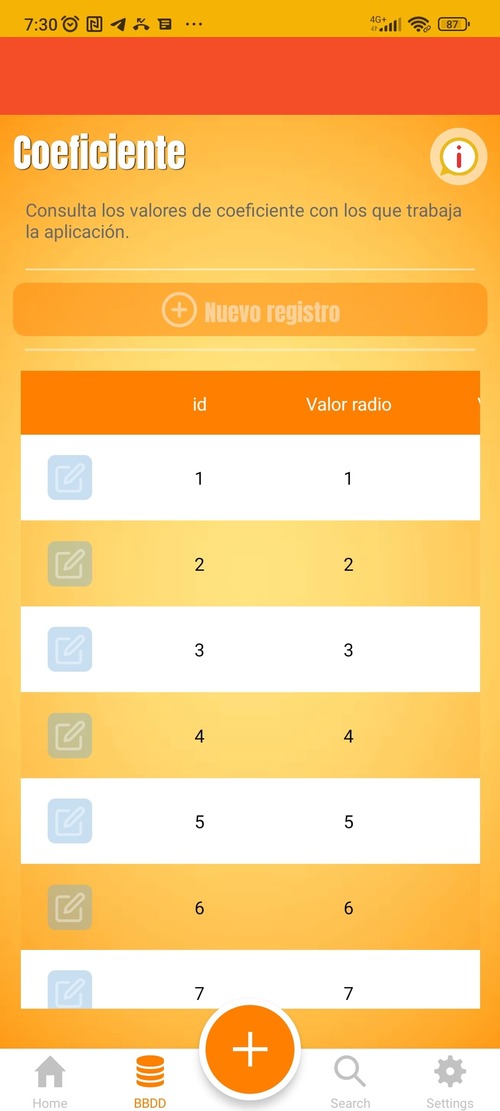 7:30
4G+
87
Coeficiente
Consulta los valores de coeficiente con los que trabaja
la aplicación.
Nuevo registro
id Valor radio
1 1
2 2
3 3
4 4
5 5
6 6
7 7
Home BBDD Search Settings